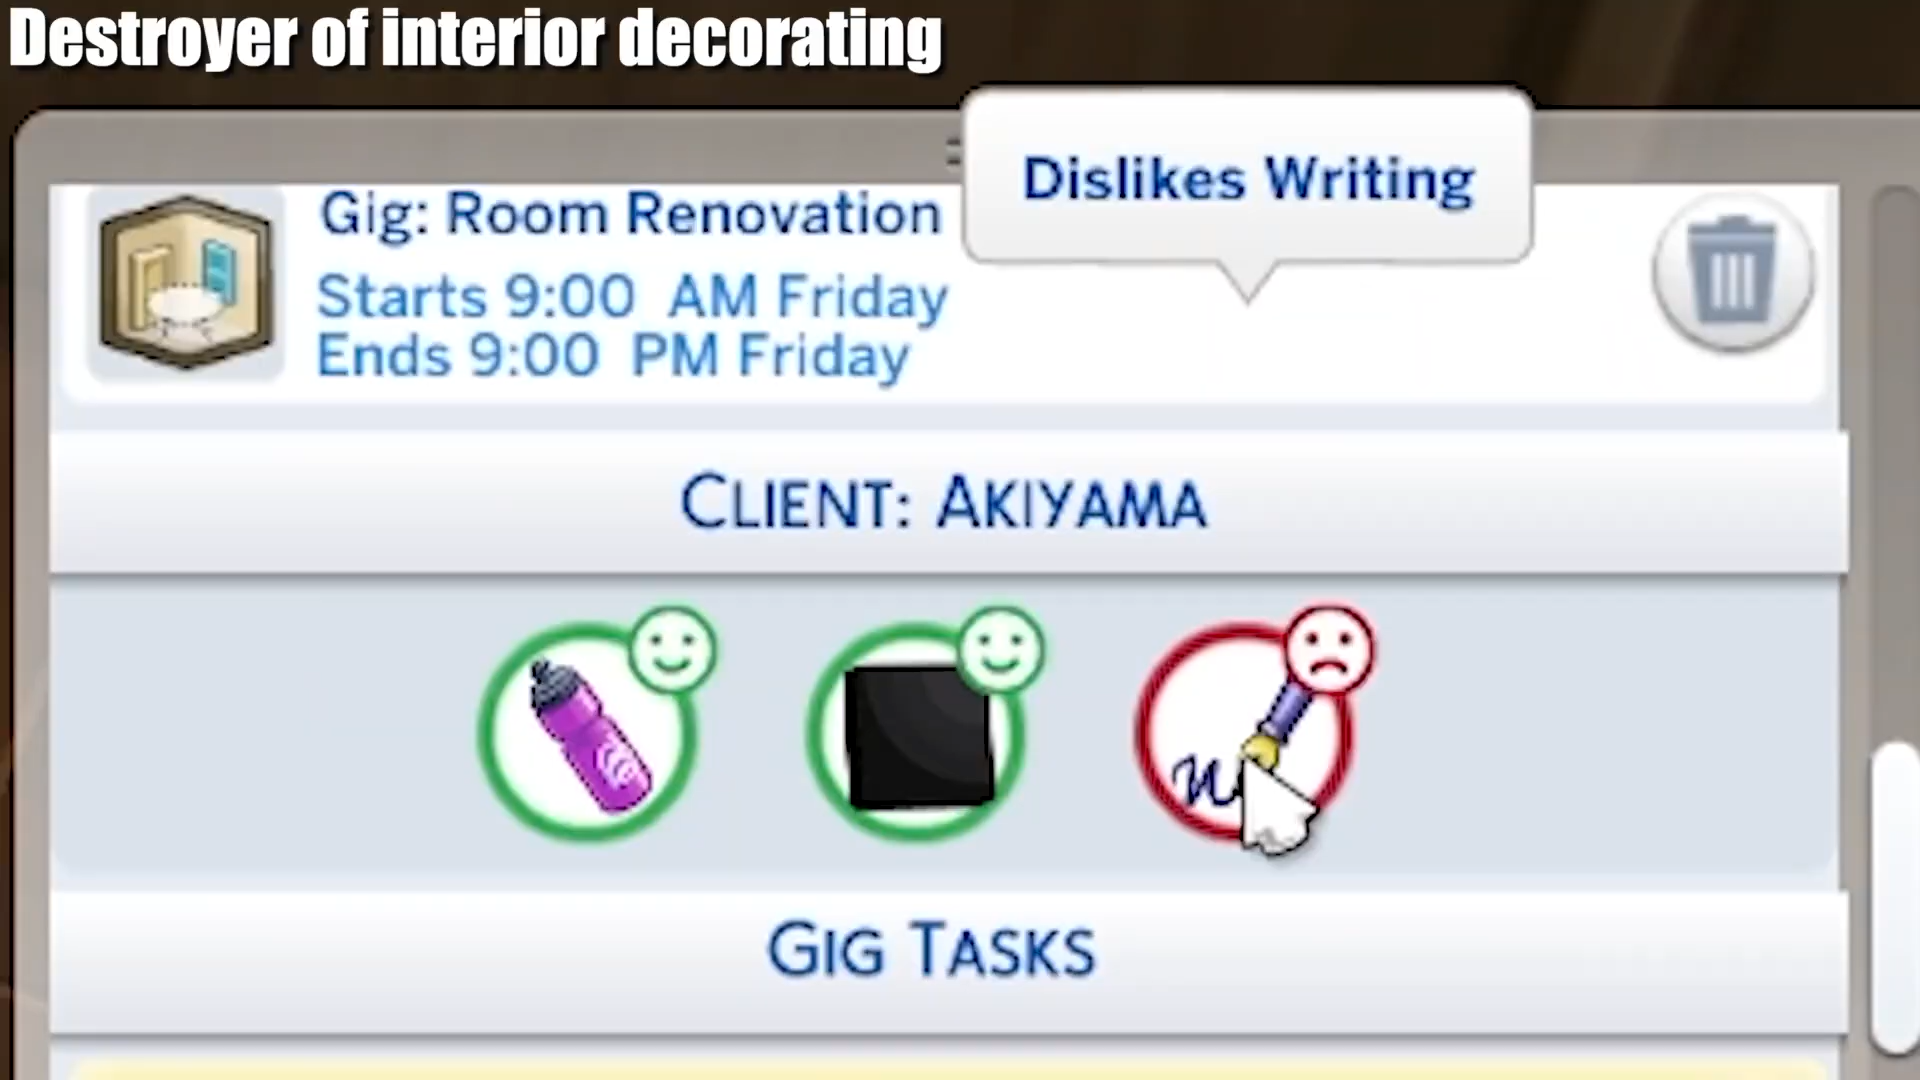 Destroyer of interior decorating
Dislikes Writing
Gig: Room Renovation
Starts 9:00 AM Friday
Ends 9:00 PM Friday
CLIENT: AKIYAMA
GIG TASKS